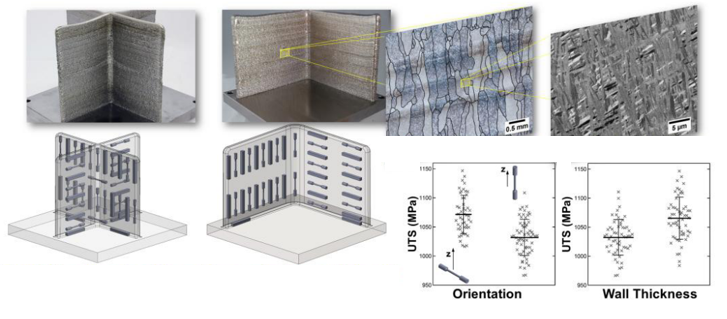 0.5 mm
5 μm
UTS (MPa)
1150
1100
1050
1000
950
z
z
Orientation
UTS (MPa)
1150
1100
1050
1000
950
Wall Thickness